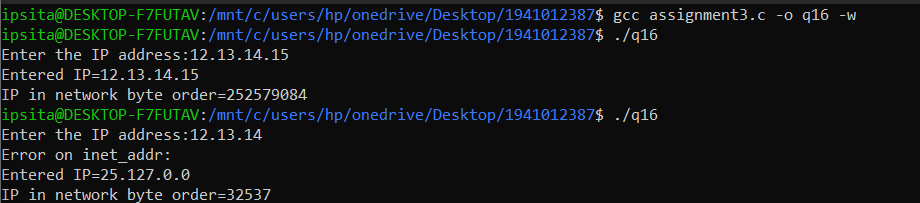 ipsita@DESKTOP-F7FUTAV:/mnt/c/users/hp/onedrive/Desktop/1941012387$ gcc assignment3.c -o q16 -w
ipsita@DESKTOP-F7FUTAV:/mnt/c/users/hp/onedrive/Desktop/1941012387$ ./q16
Enter the IP address:12.13.14.15
Entered IP=12.13.14.15
IP in network byte order=252579084
ipsita@DESKTOP-F7FUTAV:/mnt/c/users/hp/onedrive/Desktop/1941012387$ ./q16
Enter the IP address:12.13.14
Error on inet_addr:
Entered IP=25.127.0.0
IP in network byte order=32537